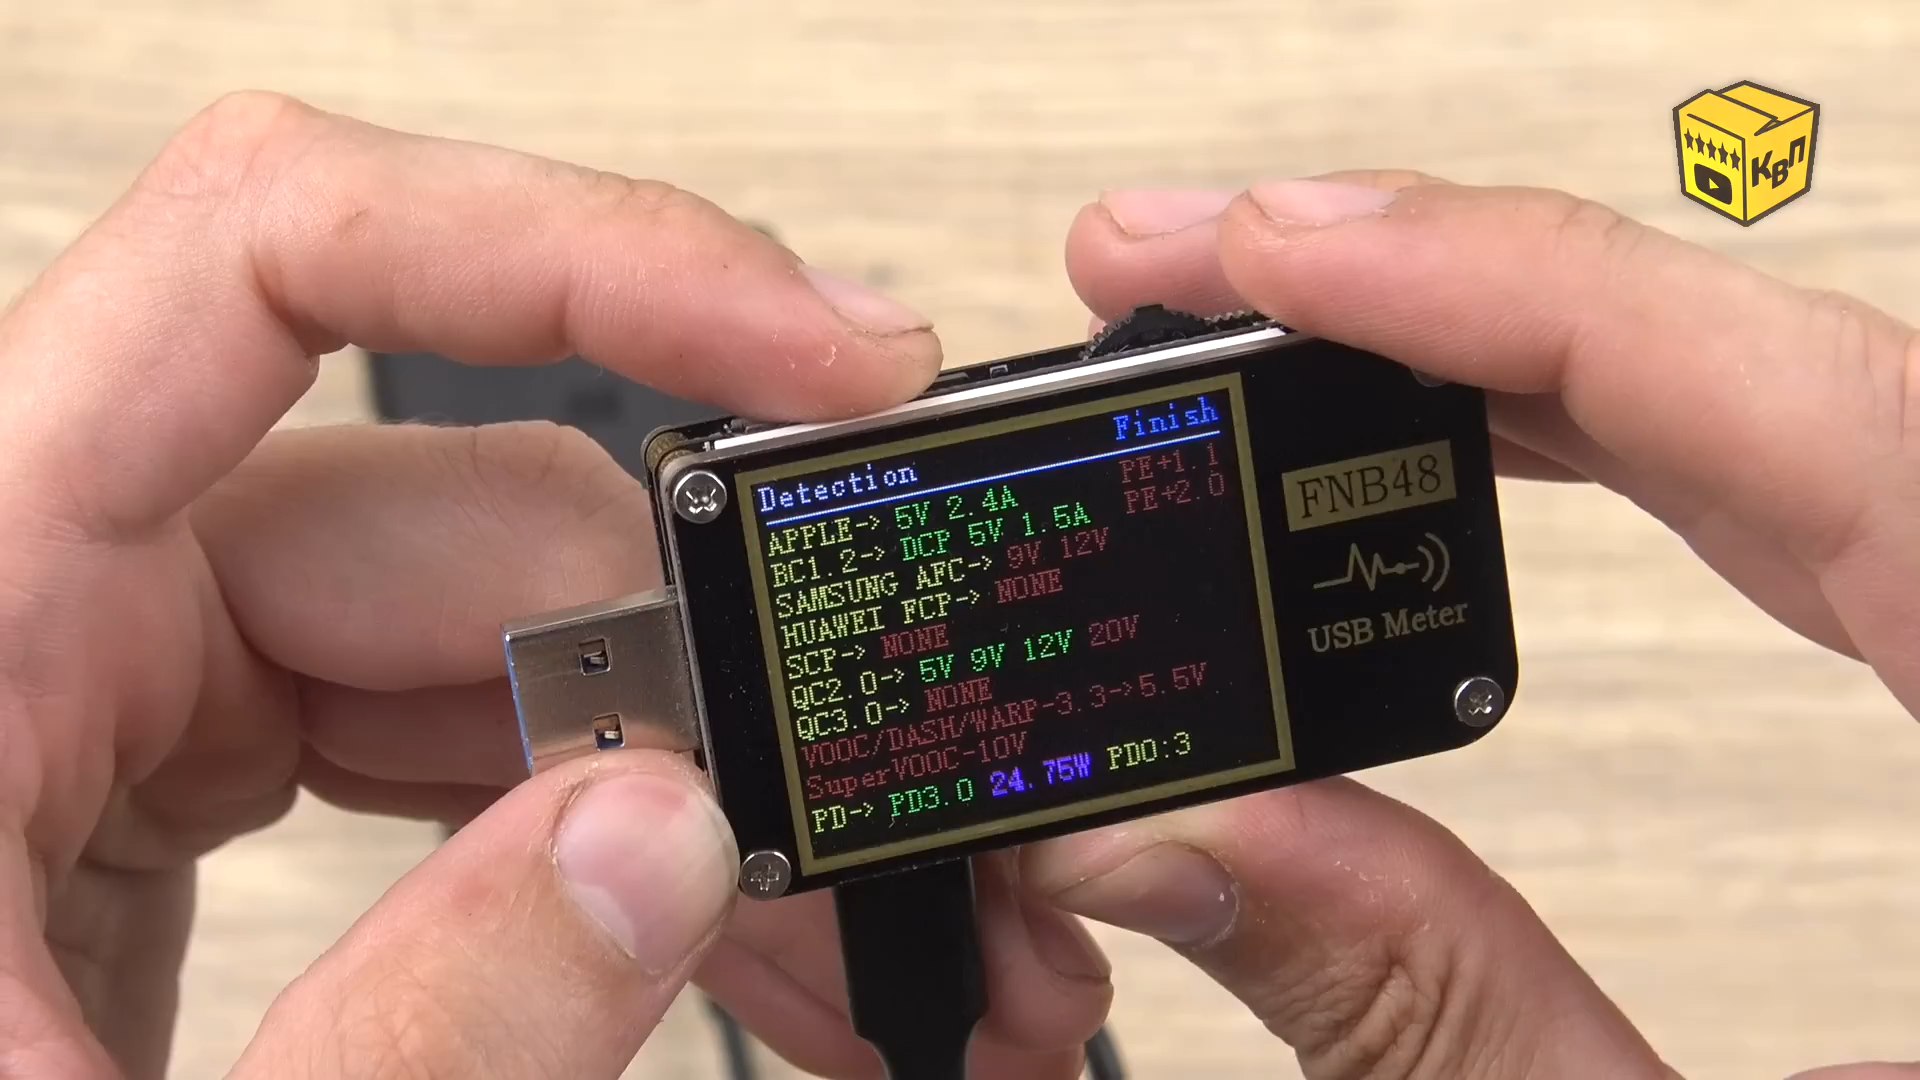 Detection Finish
APPLE-> 5V 2.4A PE+1.1
BC1.2-> DCP 5V 1.5A PE+2.0
SAMSUNG AFC-> 9V 12V
HUAWEI FCP-> NONE
SCP-> NONE
QC2.0-> 5V 9V 12V 20V
QC3.0-> NONE
VOOC/DASH/WARP-3.3->5.5V
SuperVOOC-10V
PD-> PD3.0 24.75W PDO:3
FNB48
USB Meter
КВП